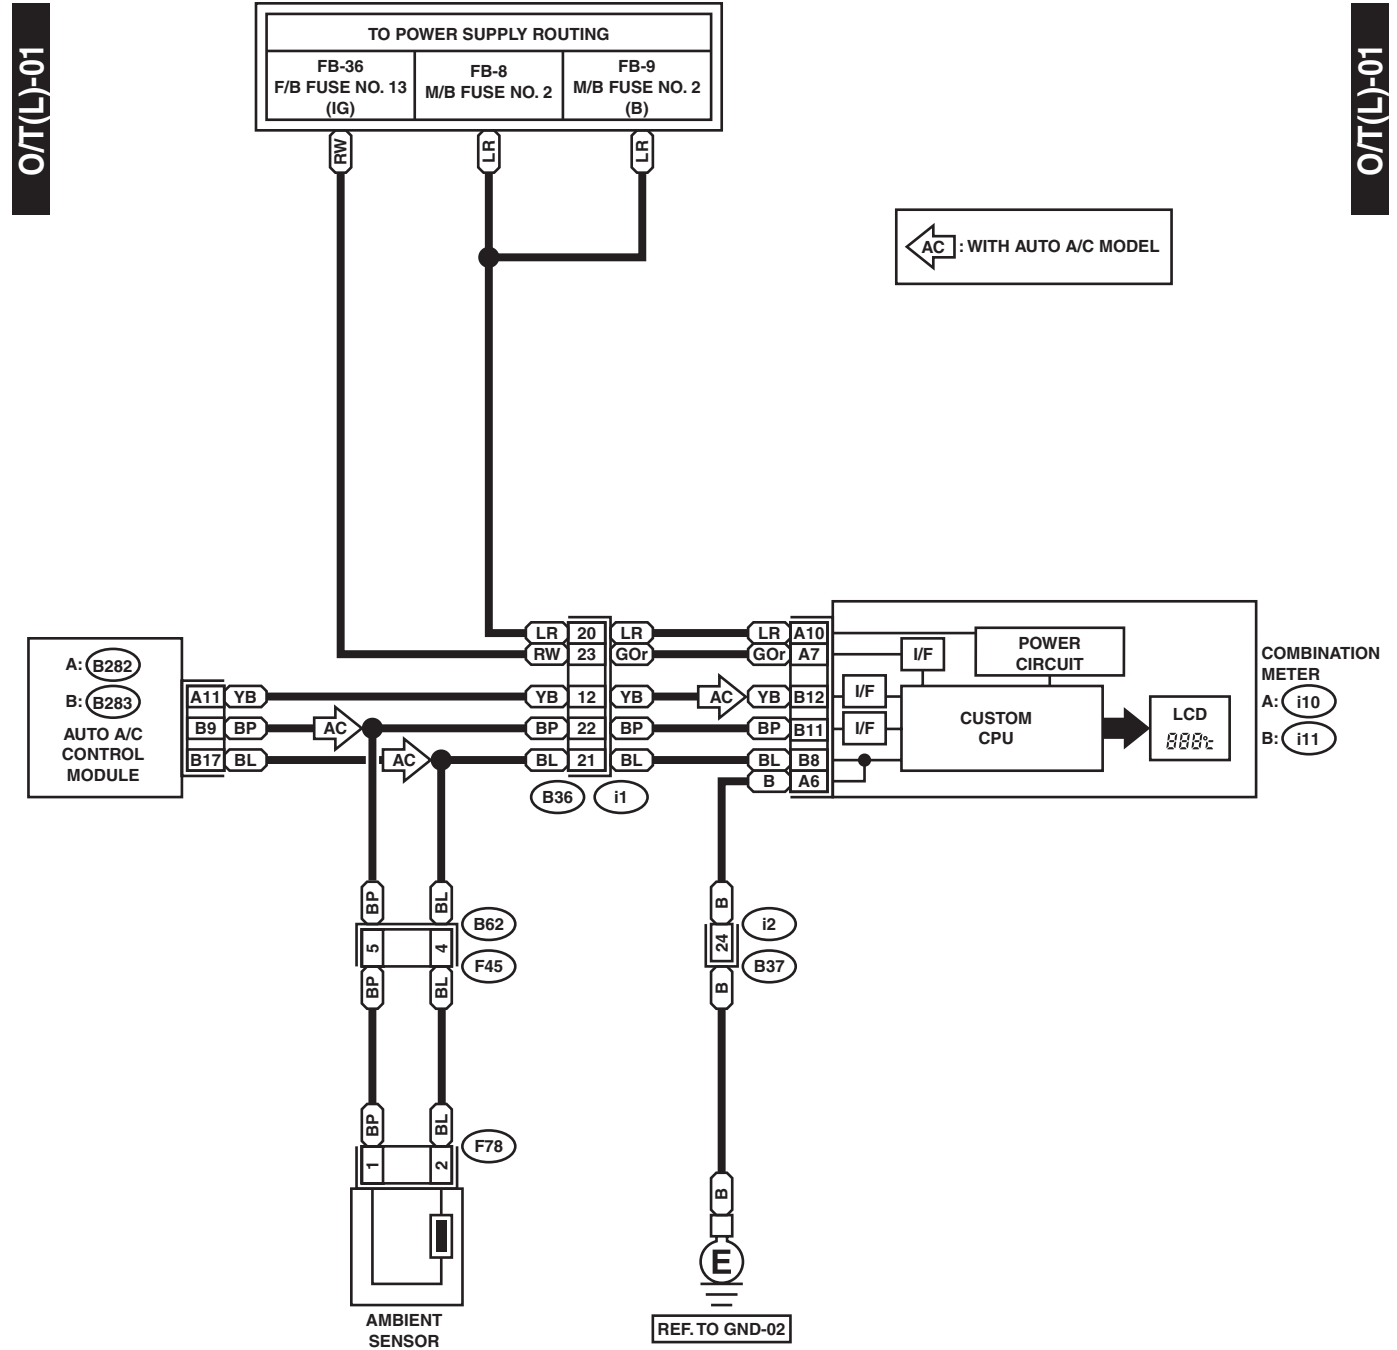 O/T(L)-01
O/T(L)-01
TO POWER SUPPLY ROUTING
FB-36
F/B FUSE NO. 13
(IG)
FB-8
M/B FUSE NO. 2
FB-9
M/B FUSE NO. 2
(B)
RW
LR
LR
AC : WITH AUTO A/C MODEL
LR 20 LR LR A10
RW 23 GOr GOr A7
A11 YB YB 12 YB AC YB B12
B9 BP AC BP 22 BP BP B11
B17 BL AC BL 21 BL BL B8
B A6
A: B282
B: B283
AUTO A/C
CONTROL
MODULE
B36 i1
I/F
I/F
I/F
POWER
CIRCUIT
CUSTOM
CPU
LCD
888°C
COMBINATION
METER
A: i10
B: i11
BP BL
B62
5 4
F45
BP BL
BP BL
F78
1 2
AMBIENT
SENSOR
B
i2
24
B37
B
B
E
REF. TO GND-02